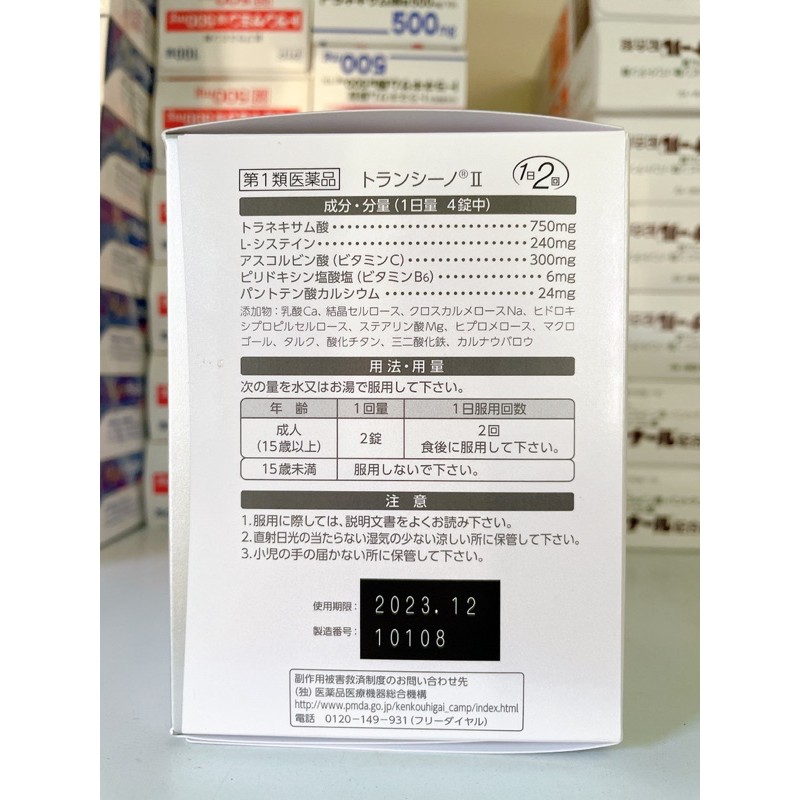 500mg
第1類医薬品 トランシーノ®Ⅱ 1日2回
成分・分量(1日量 4錠中)
トラネキサム酸・・・・・・・・・・・・・・・・・・・・・・・・750mg
L-システイン・・・・・・・・・・・・・・・・・・・・・・・・・・240mg
アスコルビン酸(ビタミンC)・・・・・・・・・・・・・・・300mg
ピリドキシン塩酸塩(ビタミンB6)・・・・・・・・・・・・6mg
パントテン酸カルシウム・・・・・・・・・・・・・・・・・・24mg
添加物:乳酸Ca、結晶セルロース、クロスカルメロースNa、ヒドロキ
シプロピルセルロース、ステアリン酸Mg、ヒプロメロース、マクロ
ゴール、タルク、酸化チタン、三二酸化鉄、カルナウバロウ
用法・用量
次の量を水又はお湯で服用して下さい。
年齢 1回量 1日服用回数
成人
(15歳以上) 2錠 2回
食後に服用して下さい。
15歳未満 服用しないで下さい。
注意
1.服用に際しては、説明文書をよくお読み下さい。
2.直射日光の当たらない湿気の少ない涼しい所に保管して下さい。
3.小児の手の届かない所に保管して下さい。
使用期限: 2023.12
製造番号: 10108
副作用被害救済制度のお問い合わせ先
(独)医薬品医療機器総合機構
http://www.pmda.go.jp/kenkouhigai_camp/index.html
電話 0120-149-931(フリーダイヤル)